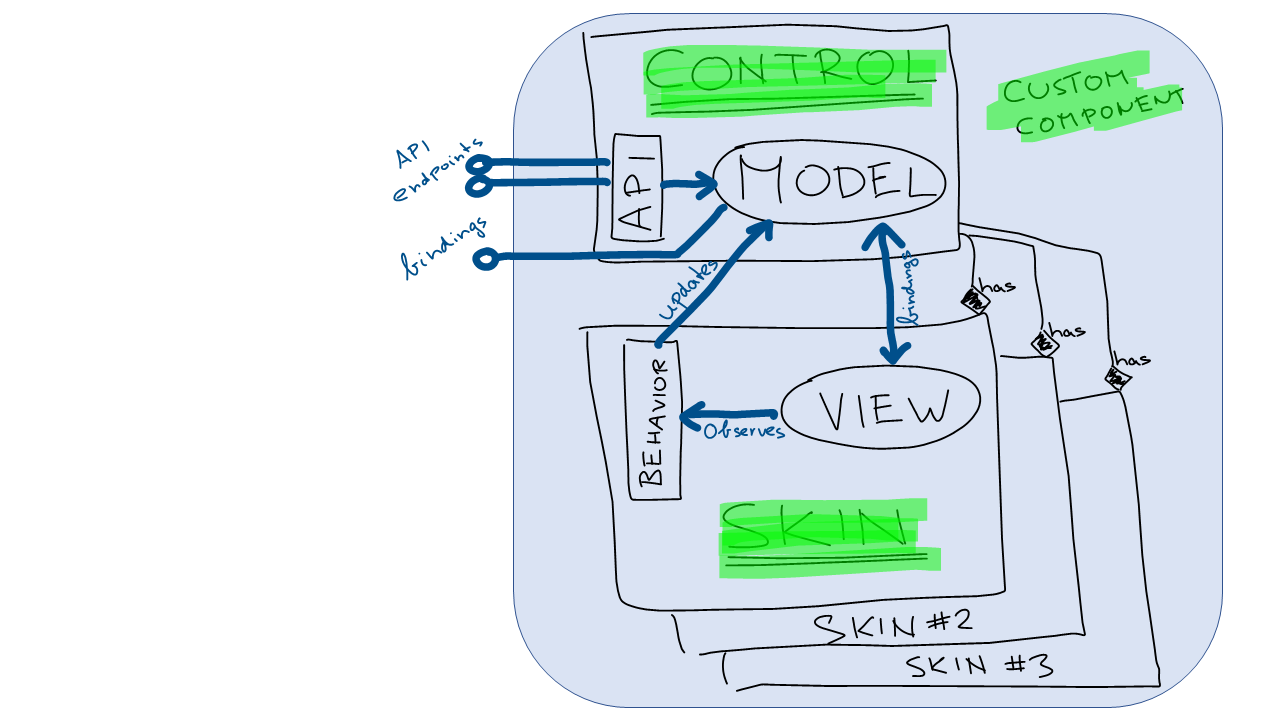 CONTROL
CUSTOM
COMPONENT
API
endpoints
API
MODEL
bindings
updates
bindings
has
has
has
BEHAVIOR
VIEW
Observes
SKIN
SKIN #2
SKIN #3